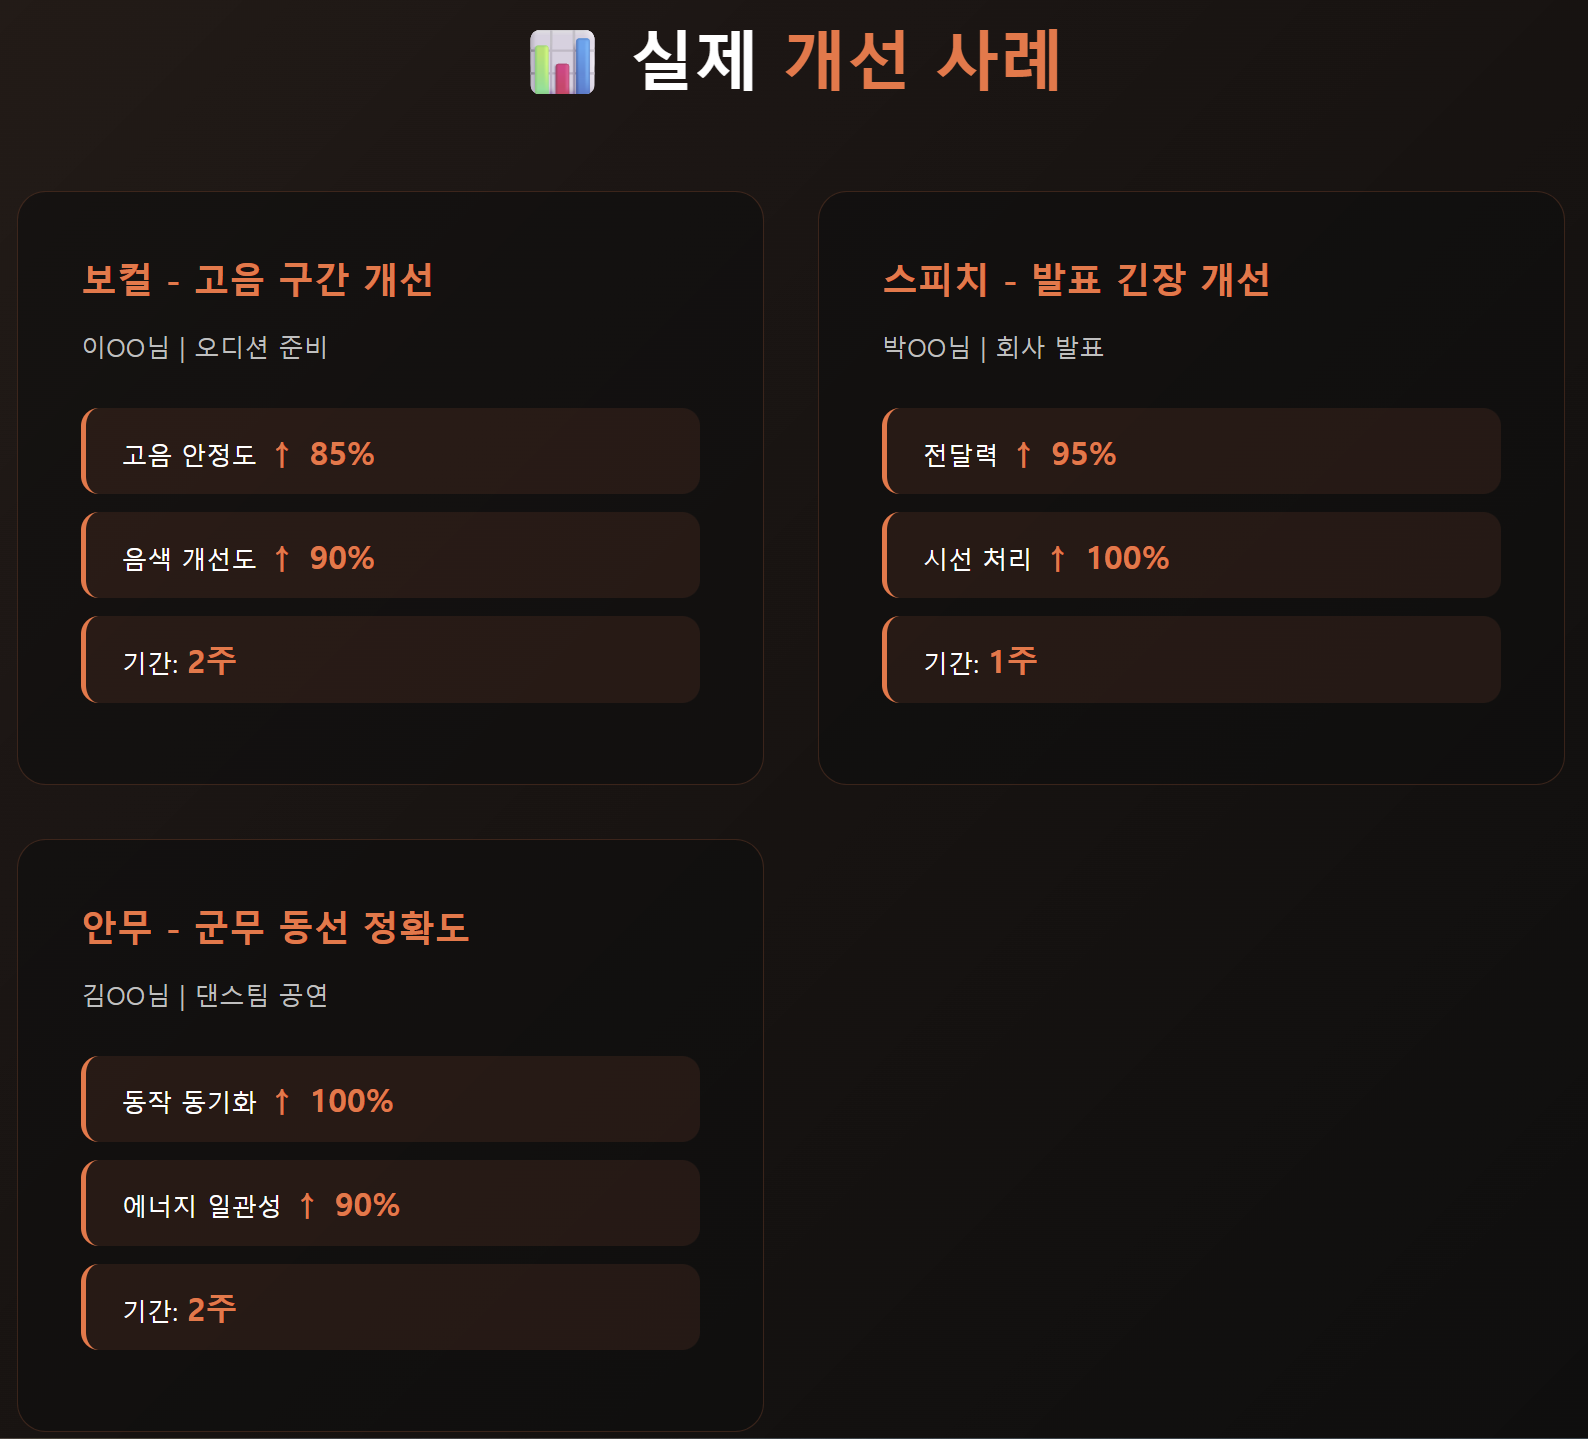 실제 개선 사례
보컬 - 고음 구간 개선
이OO님 | 오디션 준비
고음 안정도 ↑ 85%
음색 개선도 ↑ 90%
기간: 2주
스피치 - 발표 긴장 개선
박OO님 | 회사 발표
전달력 ↑ 95%
시선 처리 ↑ 100%
기간: 1주
안무 - 군무 동선 정확도
김OO님 | 댄스팀 공연
동작 동기화 ↑ 100%
에너지 일관성 ↑ 90%
기간: 2주